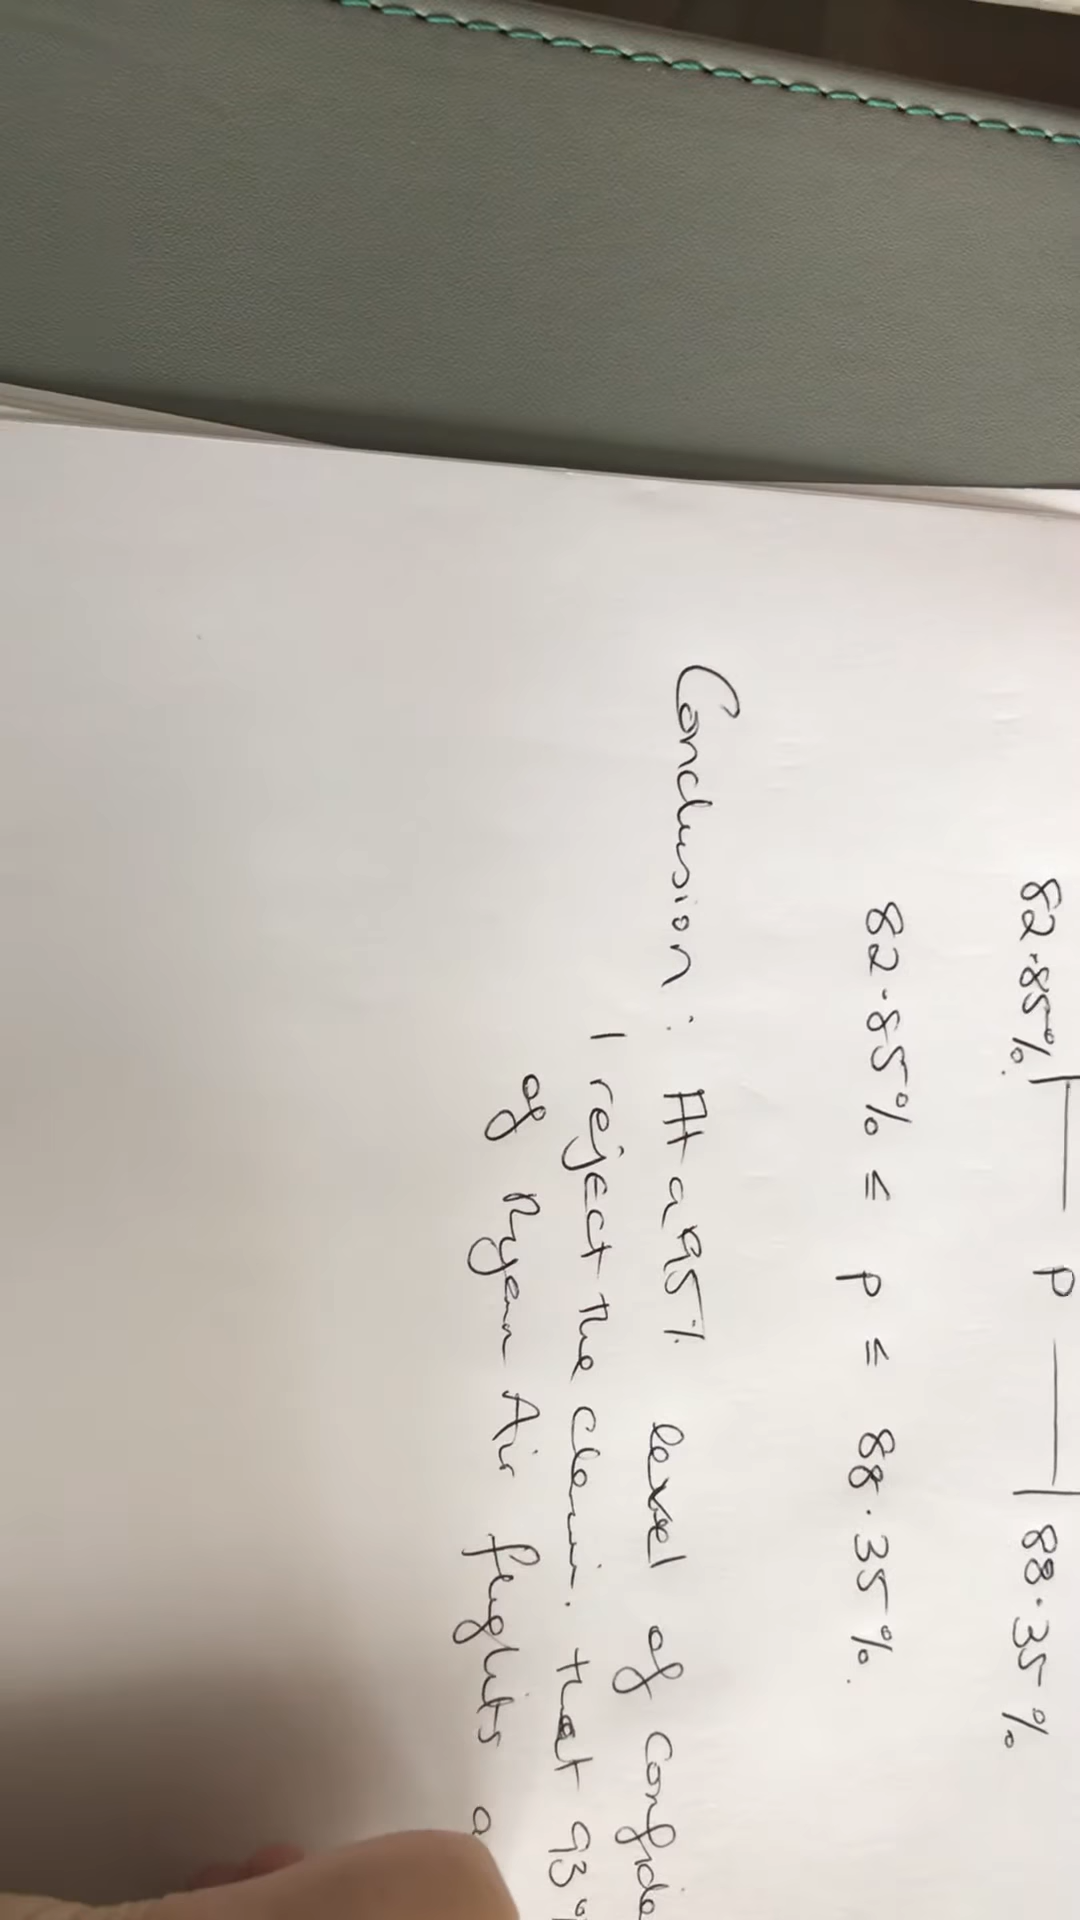 82.85% P 88.35%
82.85% ≤ P ≤ 88.35%.
Conclusion: At a 95% level of confide
I reject the claim. that 93%
of Ryan Air flights a